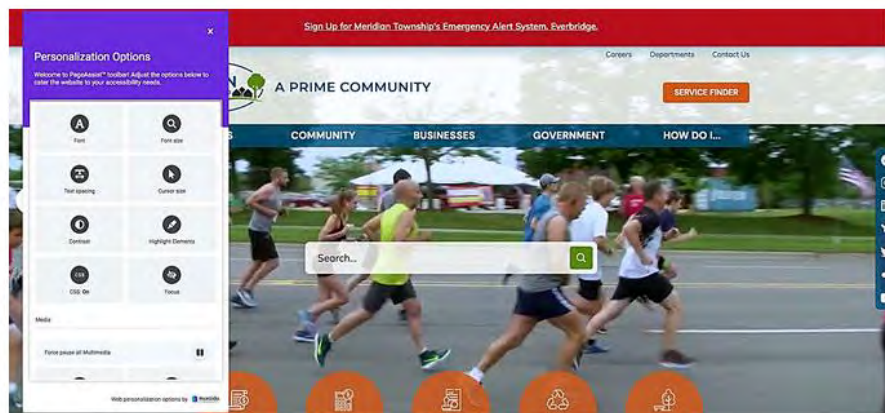 Sign Up for Meridian Township's Emergency Alert System, Everbridge.
×
Personalization Options
Welcome to PageAssist™ toolbar! Adjust the options below to
cater the website to your accessibility needs.
Careers Departments Contact Us
N
A PRIME COMMUNITY
SERVICE FINDER
S COMMUNITY BUSINESSES GOVERNMENT HOW DO I...
A
Font Font size
Text spacing Cursor size
Contrast Highlight Elements
CSS
CSS: On Focus
Search...
Media
Force pause all Multimedia
Web personalization options by